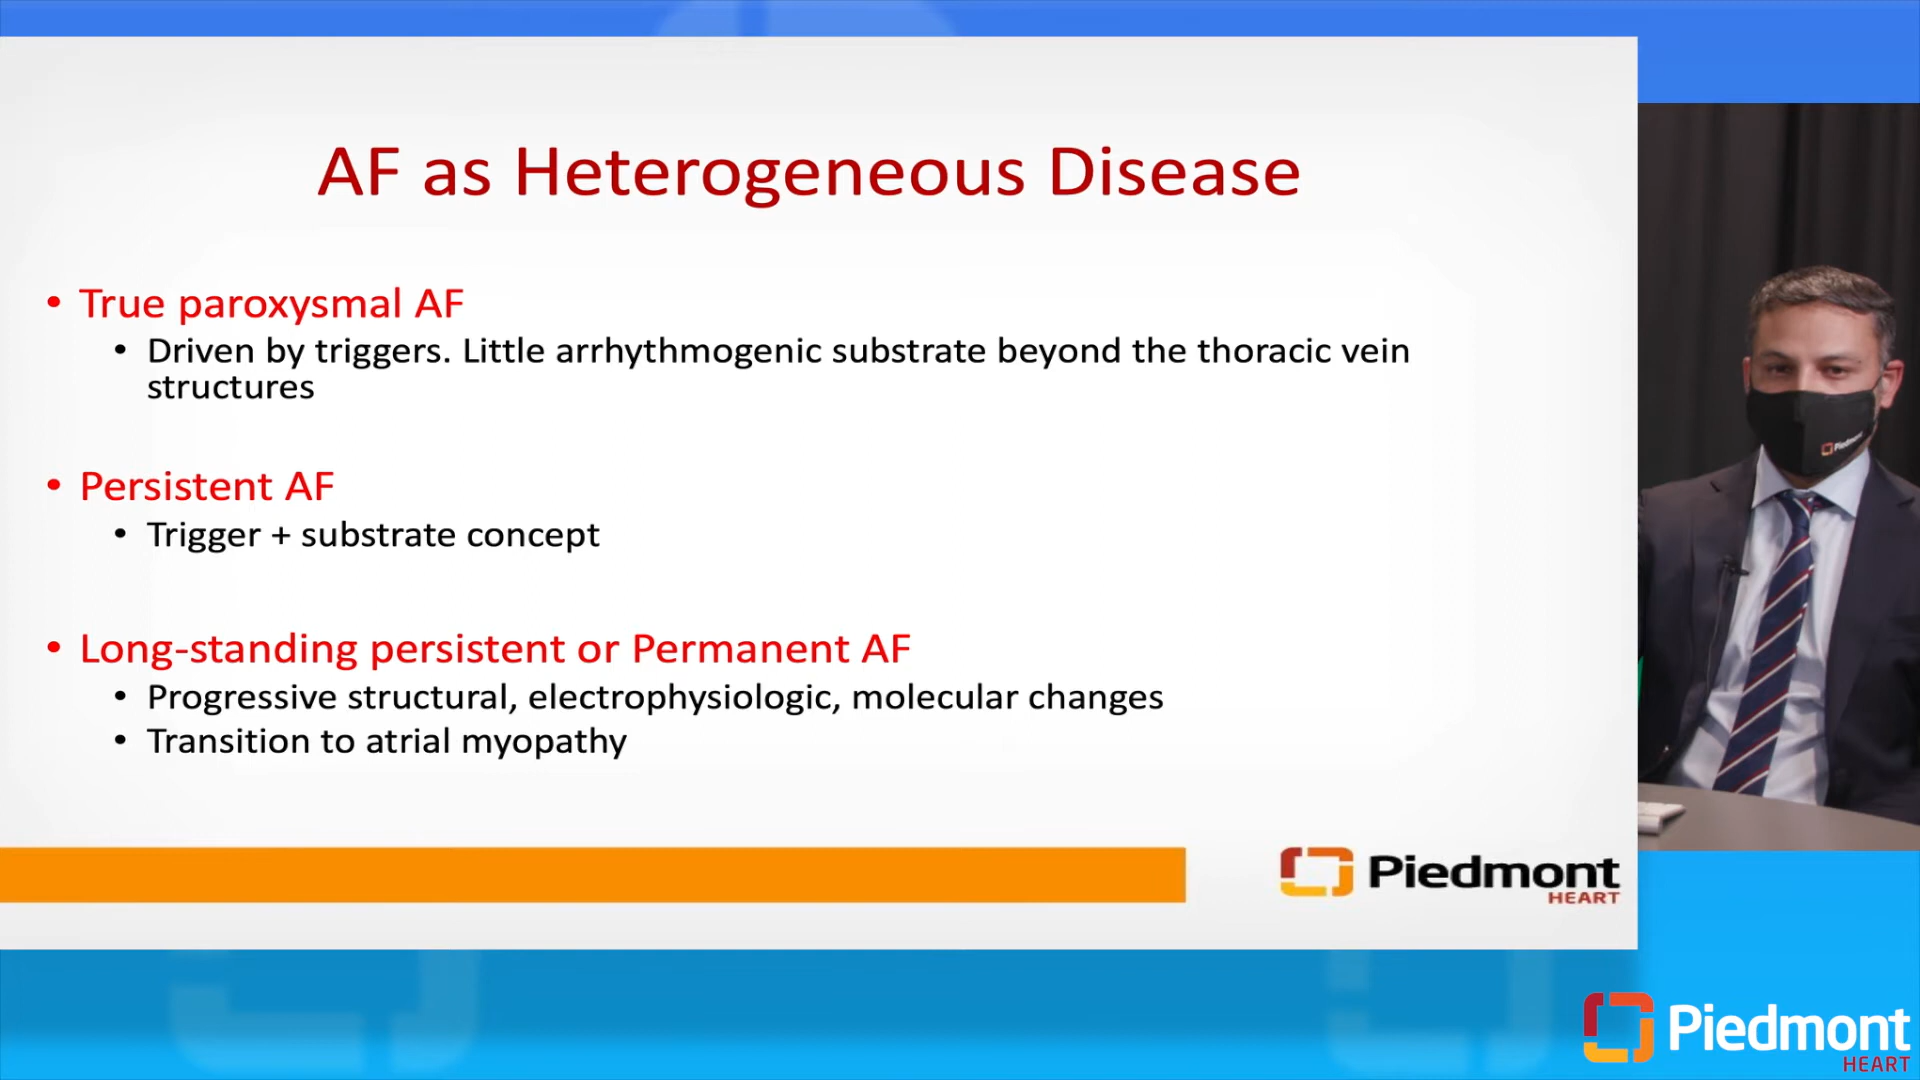 AF as Heterogeneous Disease
• True paroxysmal AF
• Driven by triggers. Little arrhythmogenic substrate beyond the thoracic vein
structures
• Persistent AF
• Trigger + substrate concept
• Long-standing persistent or Permanent AF
• Progressive structural, electrophysiologic, molecular changes
• Transition to atrial myopathy
Piedmont
HEART
Piedmont
Piedmont
HEART